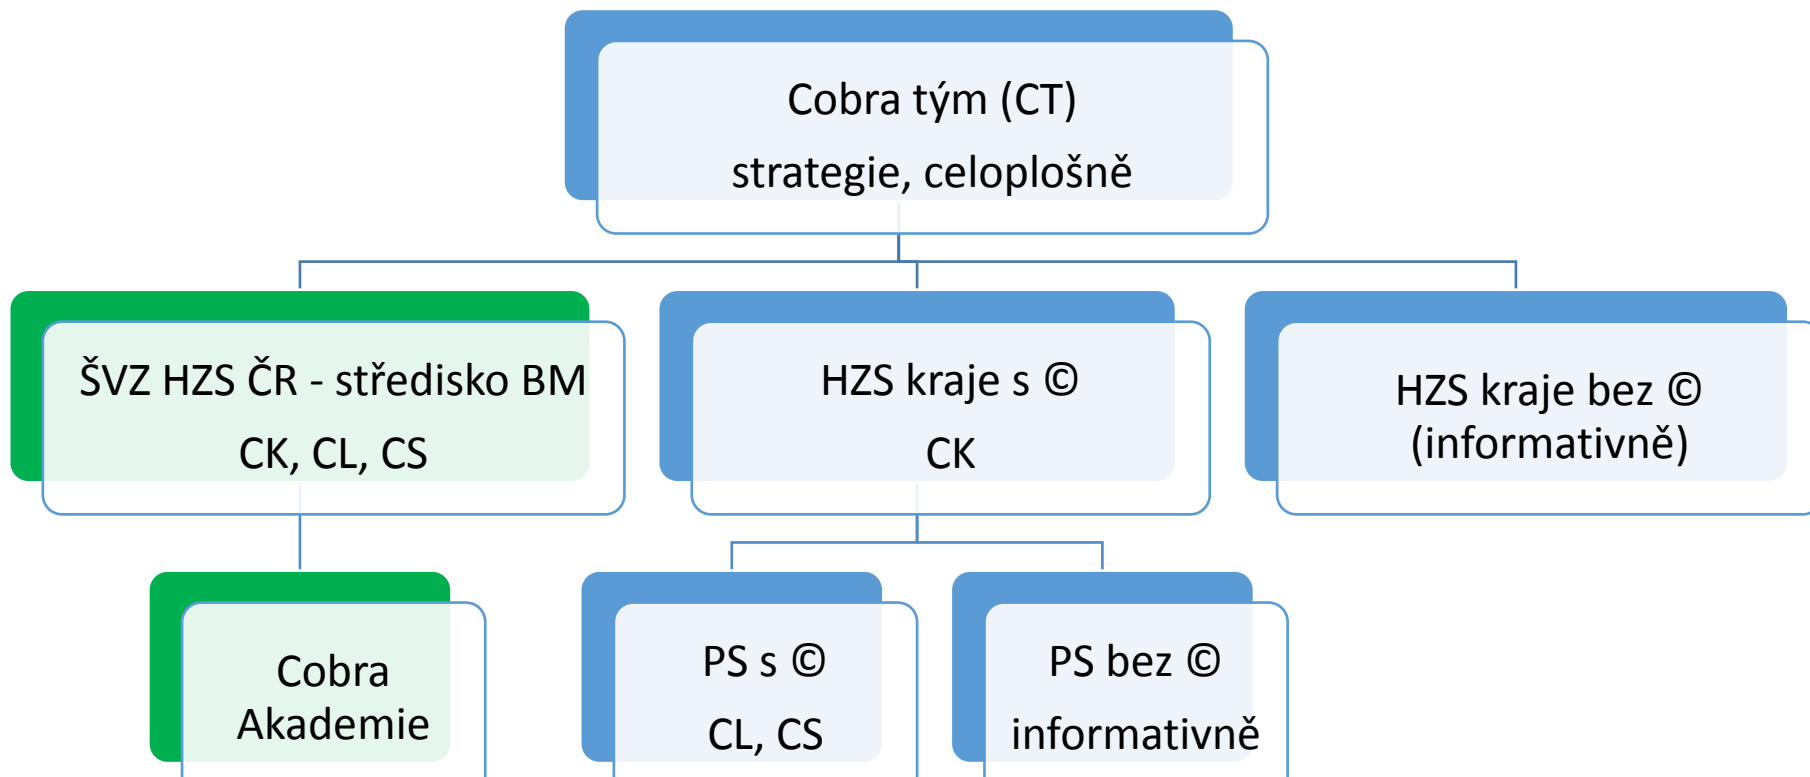 Cobra tým (CT)
strategie, celoplošně
ŠVZ HZS ČR - středisko BM
CK, CL, CS
HZS kraje s ©
CK
HZS kraje bez ©
(informativně)
Cobra
Akademie
PS s ©
CL, CS
PS bez ©
informativně